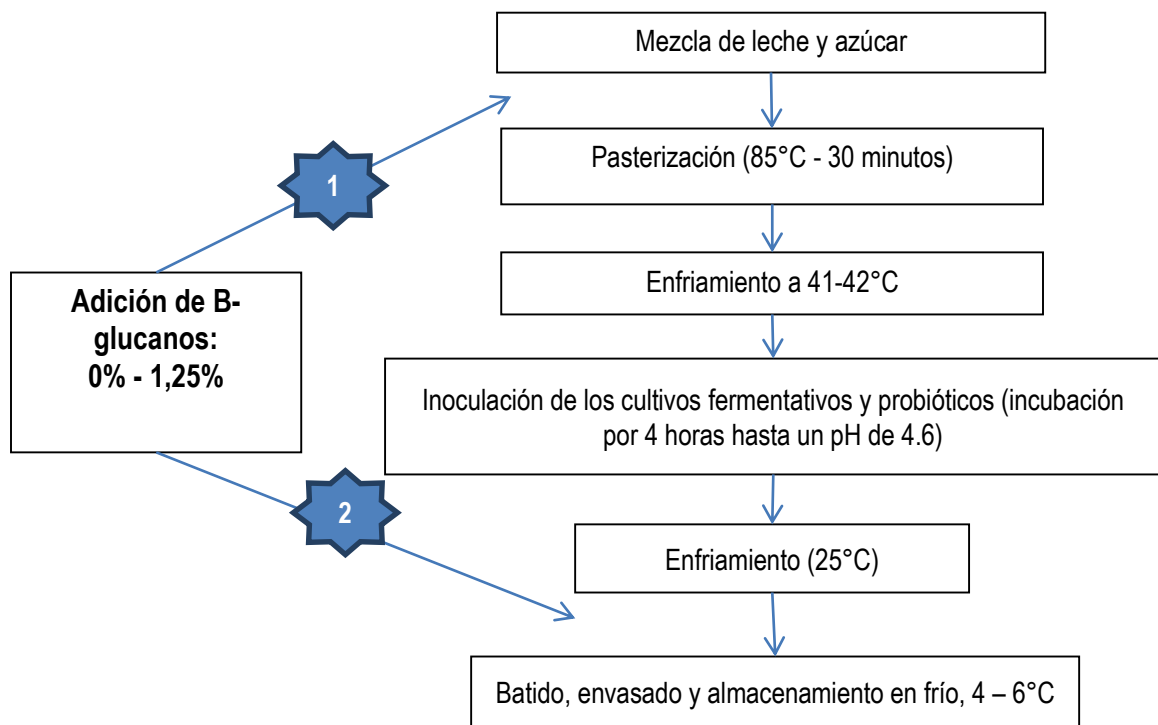 Mezcla de leche y azúcar
Pasterización (85°C - 30 minutos)
1
Enfriamiento a 41-42°C
Adición de B-
glucanos:
0% - 1,25%
Inoculación de los cultivos fermentativos y probióticos (incubación
por 4 horas hasta un pH de 4.6)
2
Enfriamiento (25°C)
Batido, envasado y almacenamiento en frío, 4 – 6°C